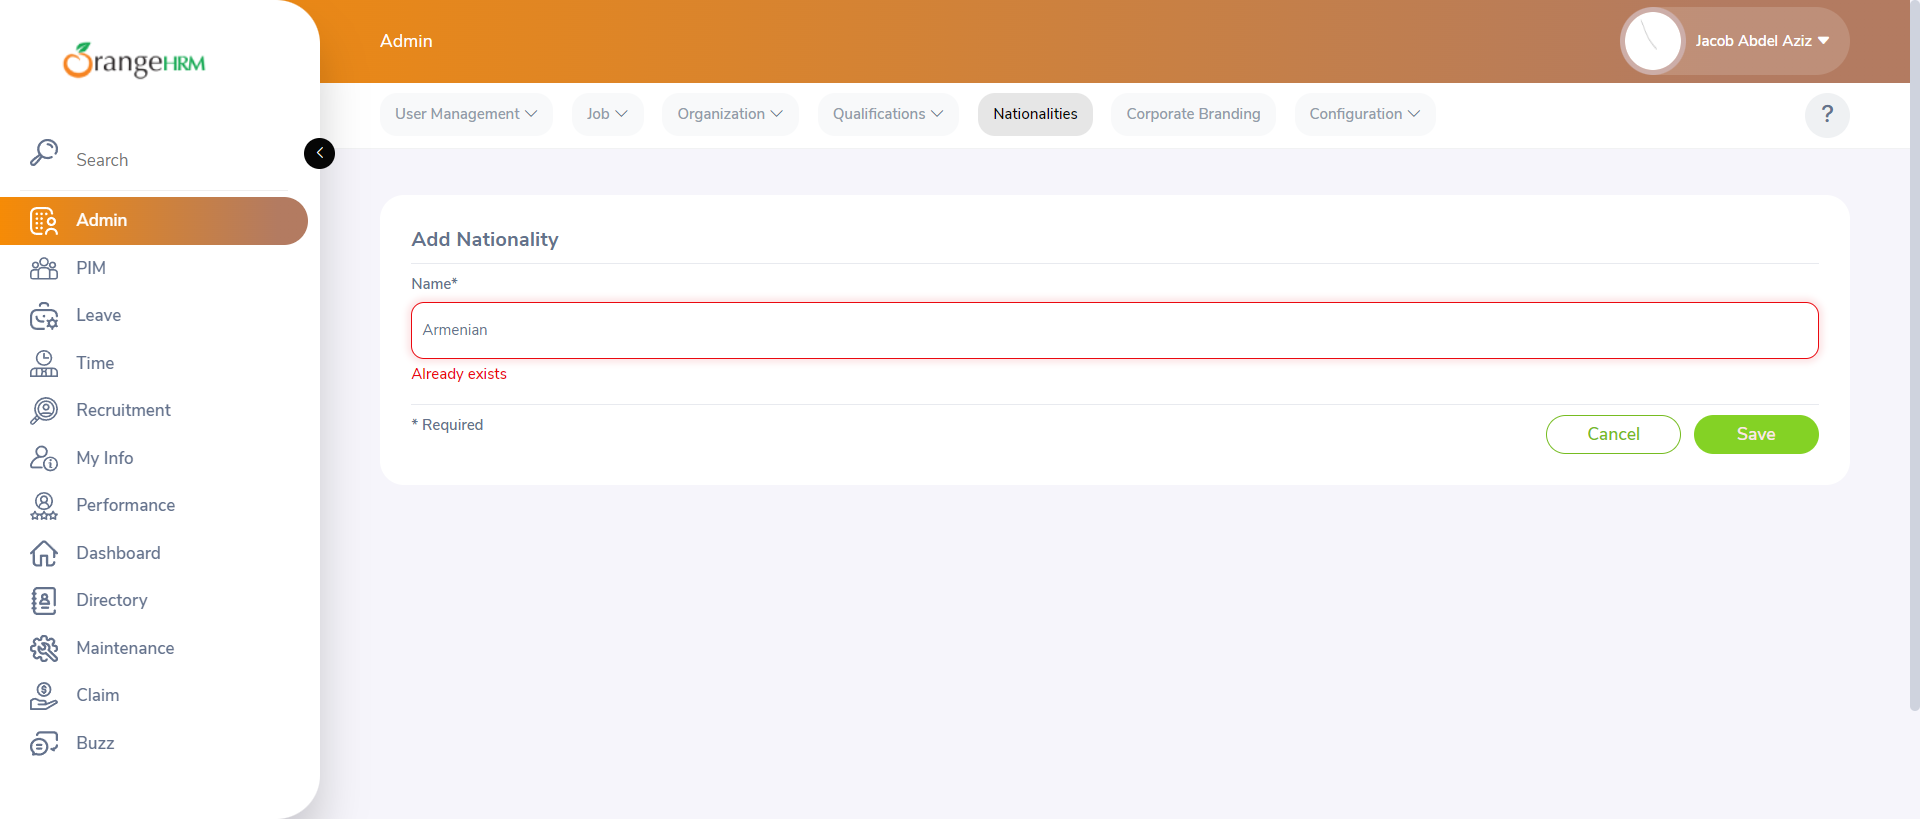 OrangeHRM
Search
Admin
PIM
Leave
Time
Recruitment
My Info
Performance
Dashboard
Directory
Maintenance
Claim
Buzz
Admin
Jacob Abdel Aziz
User Management
Job
Organization
Qualifications
Nationalities
Corporate Branding
Configuration
?
Add Nationality
Name*
Armenian
Already exists
* Required
Cancel
Save